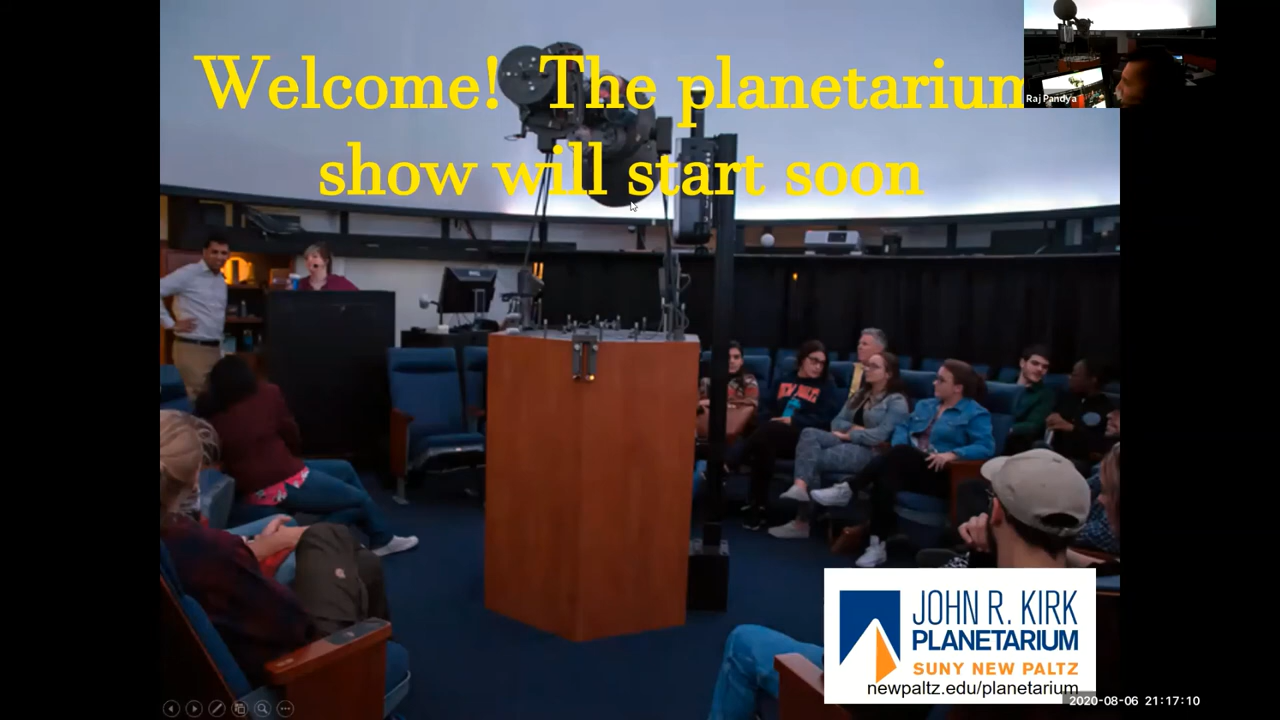 Welcome! The planetarium
show will start soon
Raj Pandya
JOHN R. KIRK
PLANETARIUM
SUNY NEW PALTZ
newpaltz.edu/planetarium
2020-08-06 21:17:10